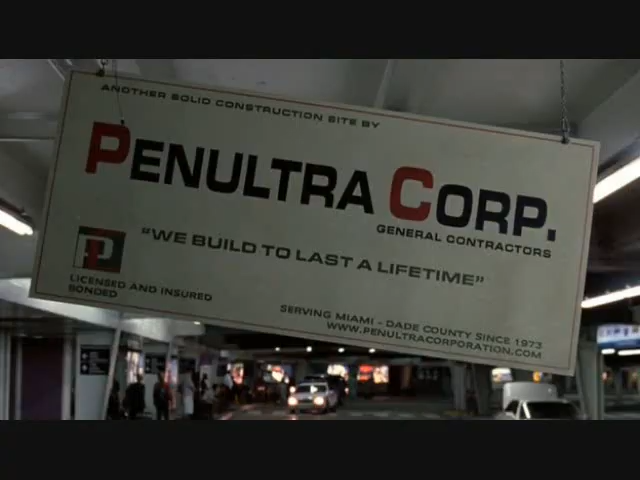 ANOTHER SOLID CONSTRUCTION SITE BY
PENULTRA CORP.
GENERAL CONTRACTORS
"WE BUILD TO LAST A LIFETIME"
P
LICENSED AND INSURED
BONDED
SERVING MIAMI - DADE COUNTY SINCE 1973
WWW.PENULTRACORPORATION.COM